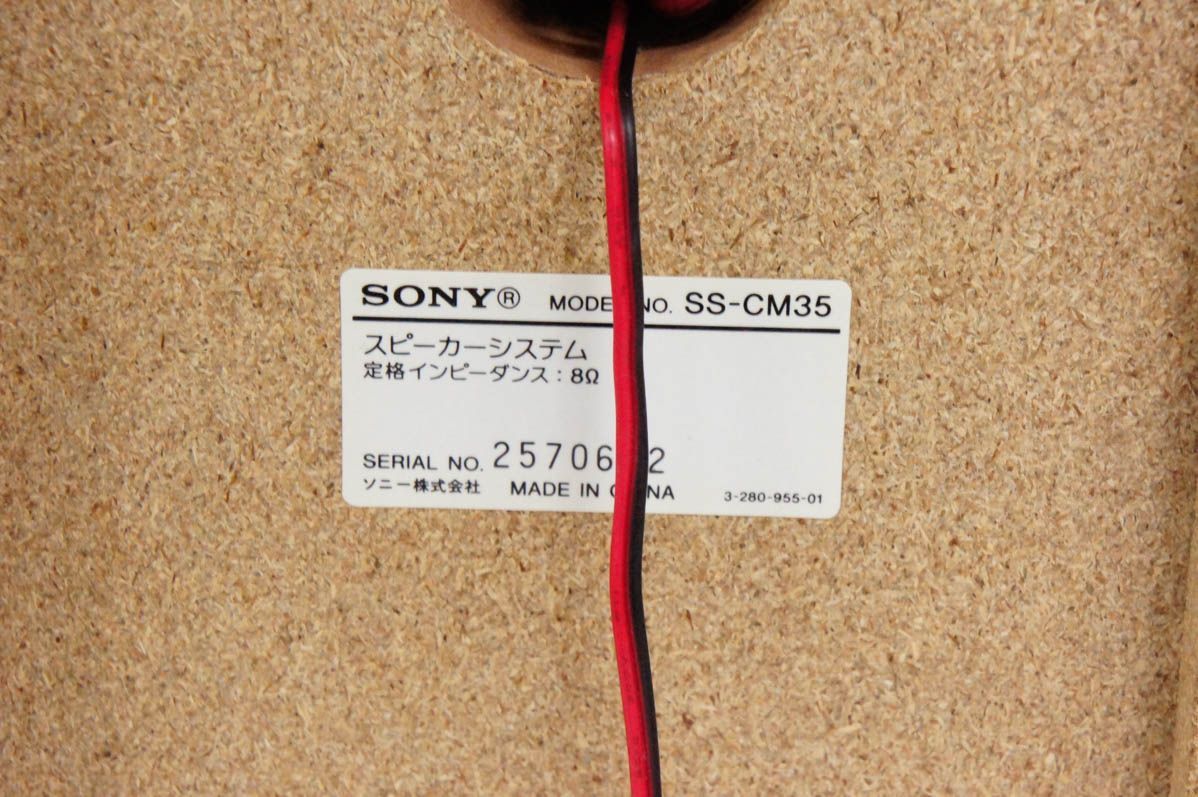 SONY® MODEL NO. SS-CM35
スピーカーシステム
定格インピーダンス：8Ω
SERIAL NO.
ソニー株式会社 MADE IN CHINA 3-280-955-01